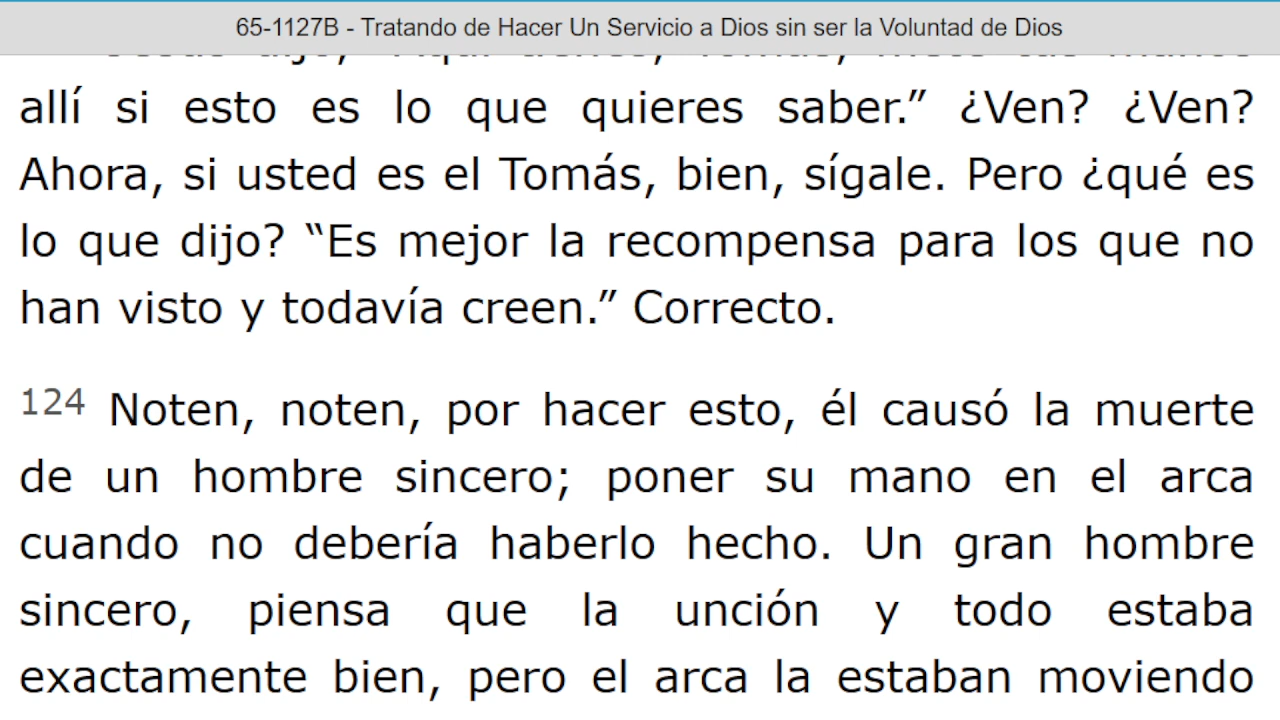 65-1127B - Tratando de Hacer Un Servicio a Dios sin ser la Voluntad de Dios
allí si esto es lo que quieres saber.” ¿Ven? ¿Ven?
Ahora, si usted es el Tomás, bien, sígale. Pero ¿qué es
lo que dijo? “Es mejor la recompensa para los que no
han visto y todavía creen.” Correcto.
124 Noten, noten, por hacer esto, él causó la muerte
de un hombre sincero; poner su mano en el arca
cuando no debería haberlo hecho. Un gran hombre
sincero, piensa que la unción y todo estaba
exactamente bien, pero el arca la estaban moviendo